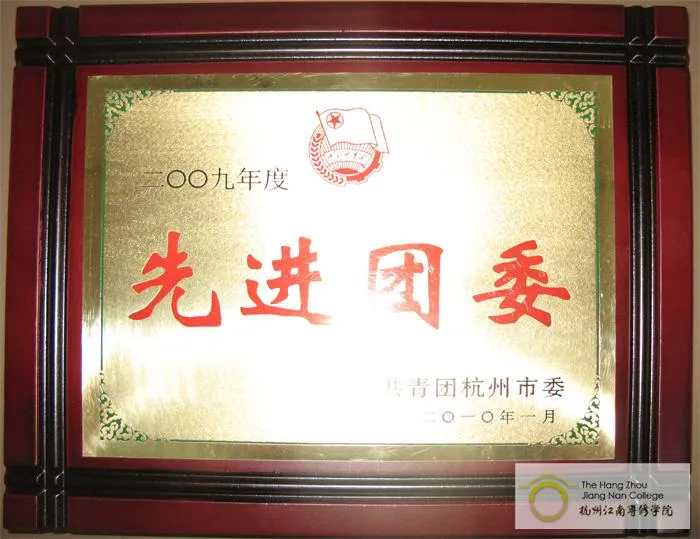 二〇〇九年度
先进团委
共青团杭州市委
二〇一〇年一月
The Hang Zhou
Jiang Nan College
杭州江南专修学院